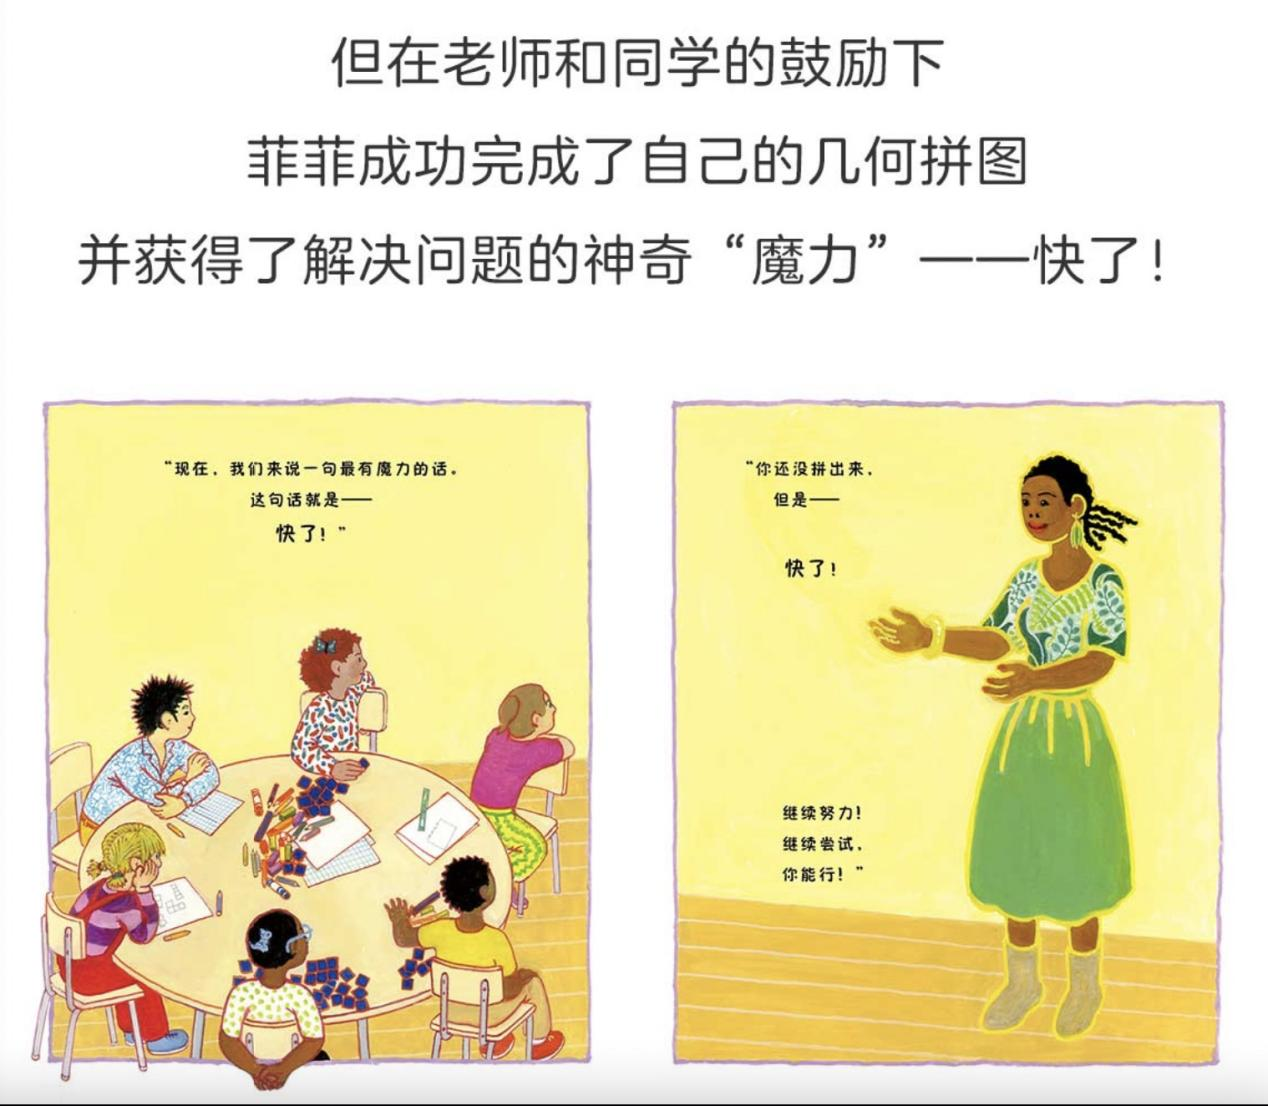 但在老师和同学的鼓励下
菲菲成功完成了自己的几何拼图
并获得了解决问题的神奇“魔力”——快了！
“现在，我们来说一句最有魔力的话。
这句话就是——
快了！”
“你还没拼出来，
但是——
快了！
继续努力！
继续尝试，
你能行！”